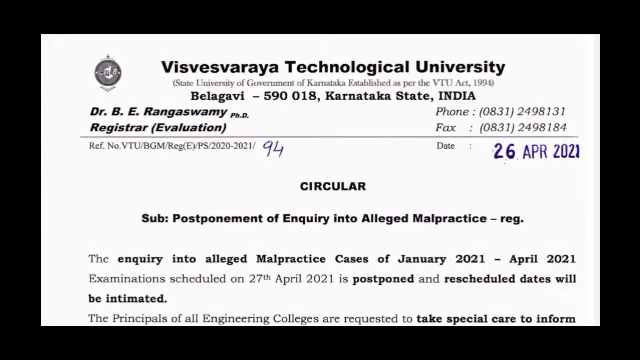 Visvesvaraya Technological University
(State University of Government of Karnataka Established as per the VTU Act, 1994)
Belagavi – 590 018, Karnataka State, INDIA
Dr. B. E. Rangaswamy Ph.D. Phone : (0831) 2498131
Registrar (Evaluation) Fax : (0831) 2498184
Ref. No.VTU/BGM/Reg(E)/PS/2020-2021/ 94 Date : 26 APR 2021
CIRCULAR
Sub: Postponement of Enquiry into Alleged Malpractice – reg.
The enquiry into alleged Malpractice Cases of January 2021 – April 2021
Examinations scheduled on 27th April 2021 is postponed and rescheduled dates will
be intimated.
The Principals of all Engineering Colleges are requested to take special care to inform